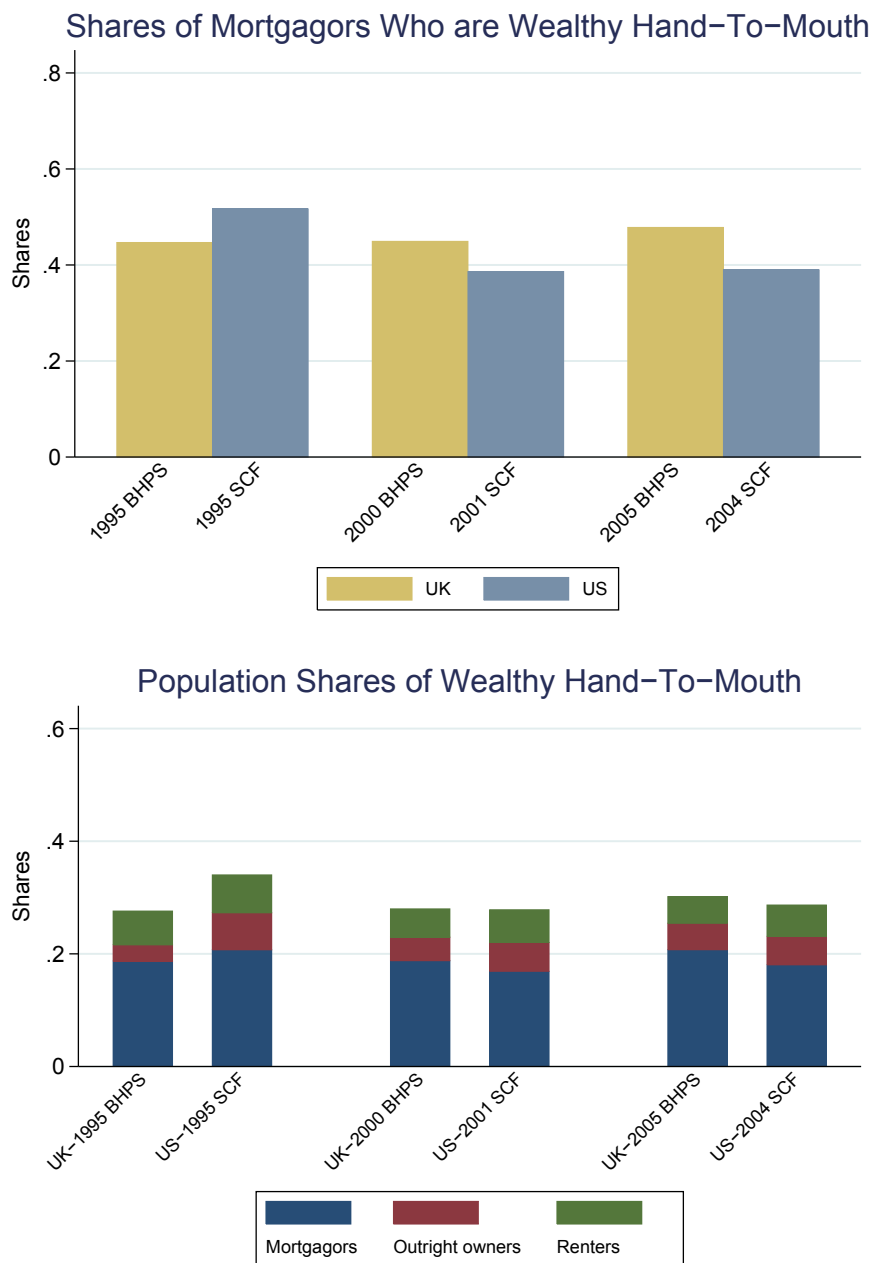 Shares of Mortgagors Who are Wealthy Hand−To−Mouth
.8
.6
.4
.2
0
Shares
1995 BHPS
1995 SCF
2000 BHPS
2001 SCF
2005 BHPS
2004 SCF
UK
US
Population Shares of Wealthy Hand−To−Mouth
.6
.4
.2
0
Shares
UK−1995 BHPS
US−1995 SCF
UK−2000 BHPS
US−2001 SCF
UK−2005 BHPS
US−2004 SCF
Mortgagors
Outright owners
Renters